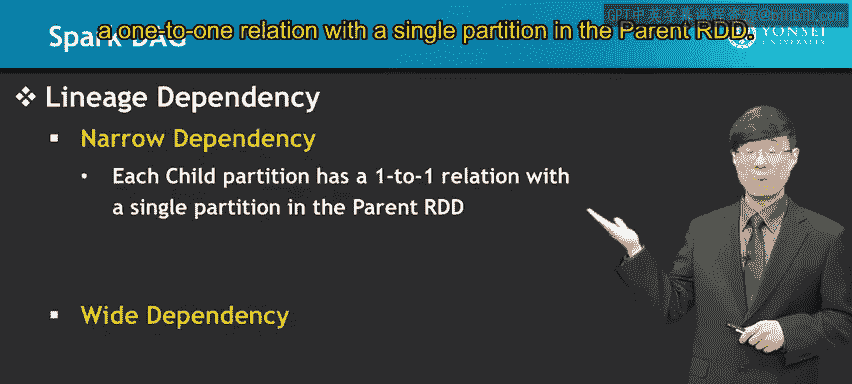 a one-to-one relation with a single partition in the Parent RDD.
Spark DAG
YONSEI
UNIVERSITY
❖ Lineage Dependency
▪ Narrow Dependency
• Each Child partition has a 1-to-1 relation with
a single partition in the Parent RDD
▪ Wide Dependency